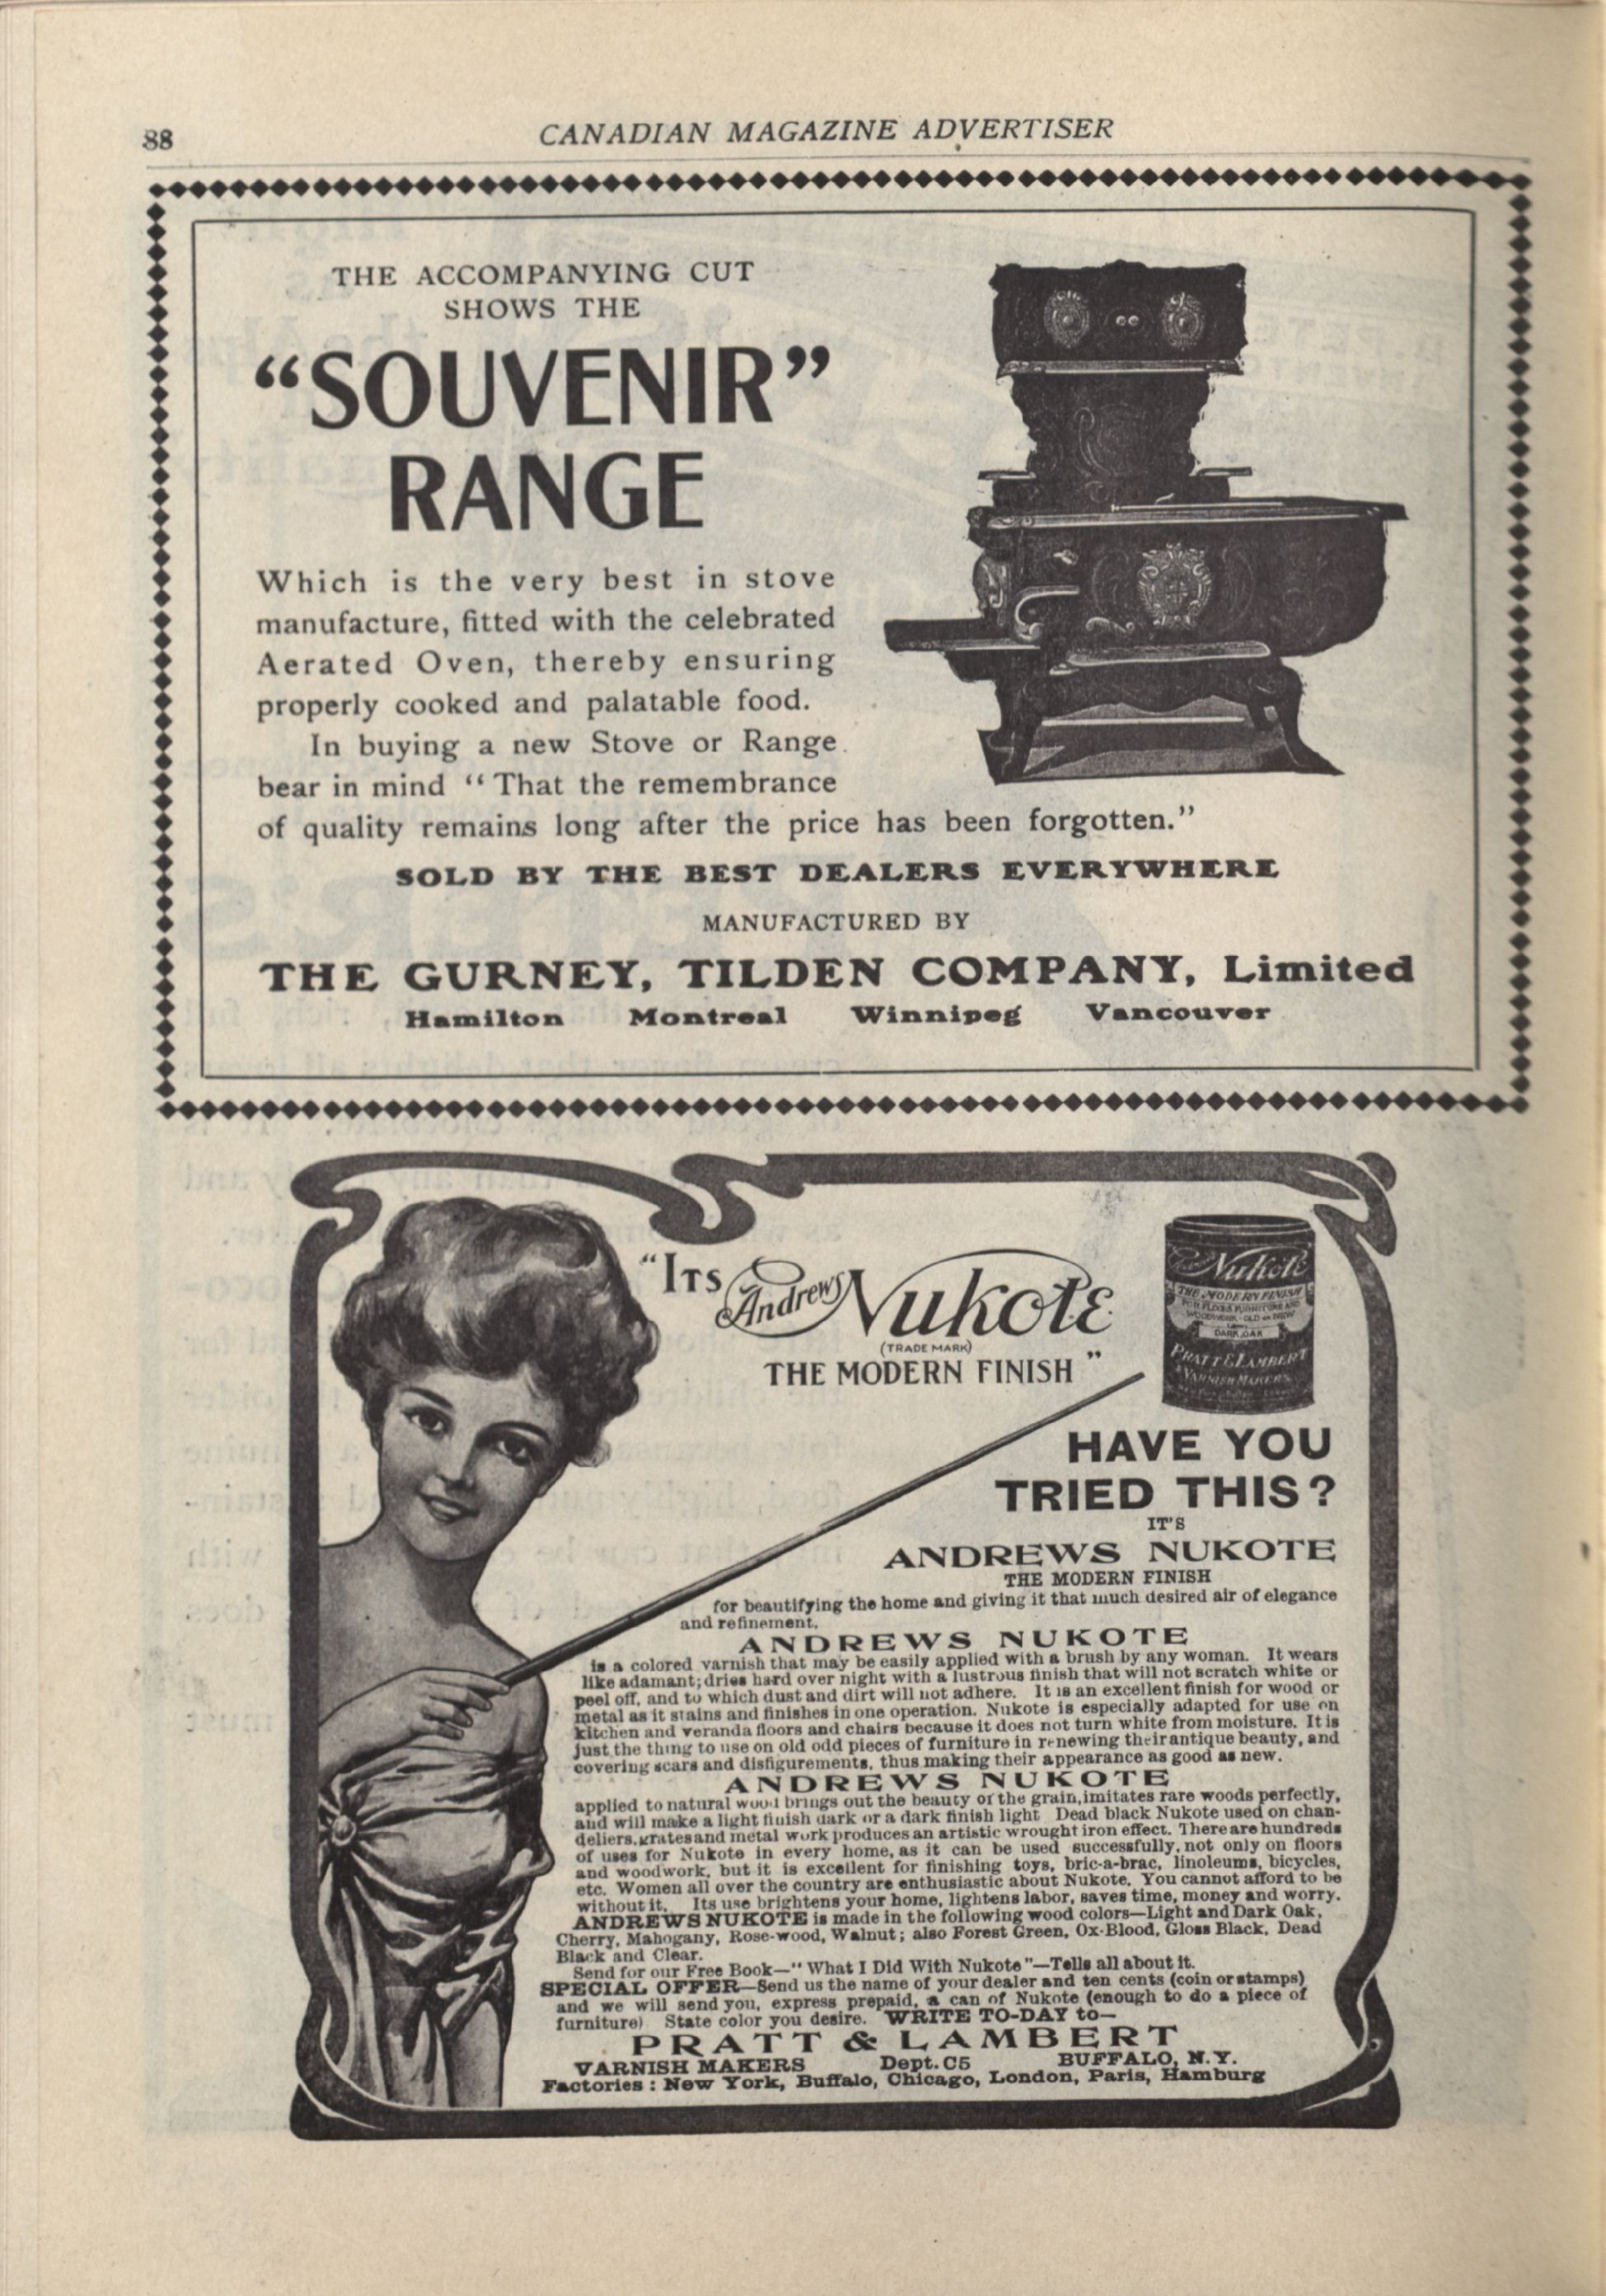 88
CANADIAN MAGAZINE ADVERTISER
THE ACCOMPANYING CUT
SHOWS THE
“SOUVENIR”
RANGE
Which is the very best in stove
manufacture, fitted with the celebrated
Aerated Oven, thereby ensuring
properly cooked and palatable food.
In buying a new Stove or Range
bear in mind “That the remembrance
of quality remains long after the price has been forgotten.”
SOLD BY THE BEST DEALERS EVERYWHERE
MANUFACTURED BY
THE GURNEY, TILDEN COMPANY, Limited
Hamilton Montreal Winnipeg Vancouver
“ITS Andrews Nukote
(TRADE MARK)
THE MODERN FINISH”
Nukote
THE MODERN FINISH
FOR FLOORS FURNITURE AND
WOODWORK - OLD OR NEW
DARK OAK
PRATT & LAMBERT
VARNISH MAKERS
HAVE YOU
TRIED THIS?
IT'S
ANDREWS NUKOTE
THE MODERN FINISH
for beautifying the home and giving it that much desired air of elegance
and refinement.
ANDREWS NUKOTE
is a colored varnish that may be easily applied with a brush by any woman. It wears
like adamant; dries hard over night with a lustrous finish that will not scratch white or
peel off, and to which dust and dirt will not adhere. It is an excellent finish for wood or
metal as it stains and finishes in one operation. Nukote is especially adapted for use on
kitchen and veranda floors and chairs because it does not turn white from moisture. It is
just the thing to use on old odd pieces of furniture in renewing their antique beauty, and
covering scars and disfigurements, thus making their appearance as good as new.
ANDREWS NUKOTE
applied to natural wood brings out the beauty of the grain, imitates rare woods perfectly,
and will make a light finish dark or a dark finish light Dead black Nukote used on chan-
deliers, grates and metal work produces an artistic wrought iron effect. There are hundreds
of uses for Nukote in every home, as it can be used successfully, not only on floors
and woodwork, but it is excellent for finishing toys, bric-a-brac, linoleums, bicycles,
etc. Women all over the country are enthusiastic about Nukote. You cannot afford to be
without it. Its use brightens your home, lightens labor, saves time, money and worry.
ANDREWS NUKOTE is made in the following wood colors—Light and Dark Oak,
Cherry, Mahogany, Rose-wood, Walnut; also Forest Green, Ox-Blood, Gloss Black, Dead
Black and Clear.
Send for our Free Book—“What I Did With Nukote”—Tells all about it.
SPECIAL OFFER—Send us the name of your dealer and ten cents (coin or stamps)
and we will send you, express prepaid, a can of Nukote (enough to do a piece of
furniture) State color you desire. WRITE TO-DAY to—
PRATT & LAMBERT
VARNISH MAKERS Dept. C5 BUFFALO, N.Y.
Factories: New York, Buffalo, Chicago, London, Paris, Hamburg